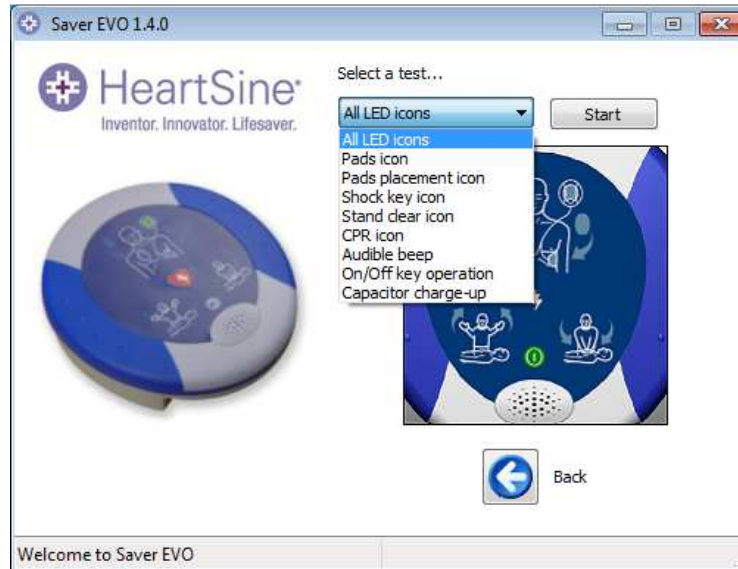 Saver EVO 1.4.0
HeartSine®
Inventor. Innovator. Lifesaver.
Select a test...
All LED icons
Start
All LED icons
Pads icon
Pads placement icon
Shock key icon
Stand clear icon
CPR icon
Audible beep
On/Off key operation
Capacitor charge-up
Back
Welcome to Saver EVO